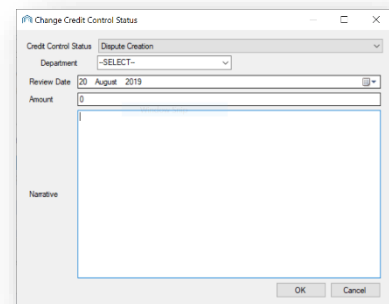 Change Credit Control Status
Credit Control Status Dispute Creation
Department --SELECT--
Review Date 20 August 2019
Amount 0
Narrative
OK Cancel